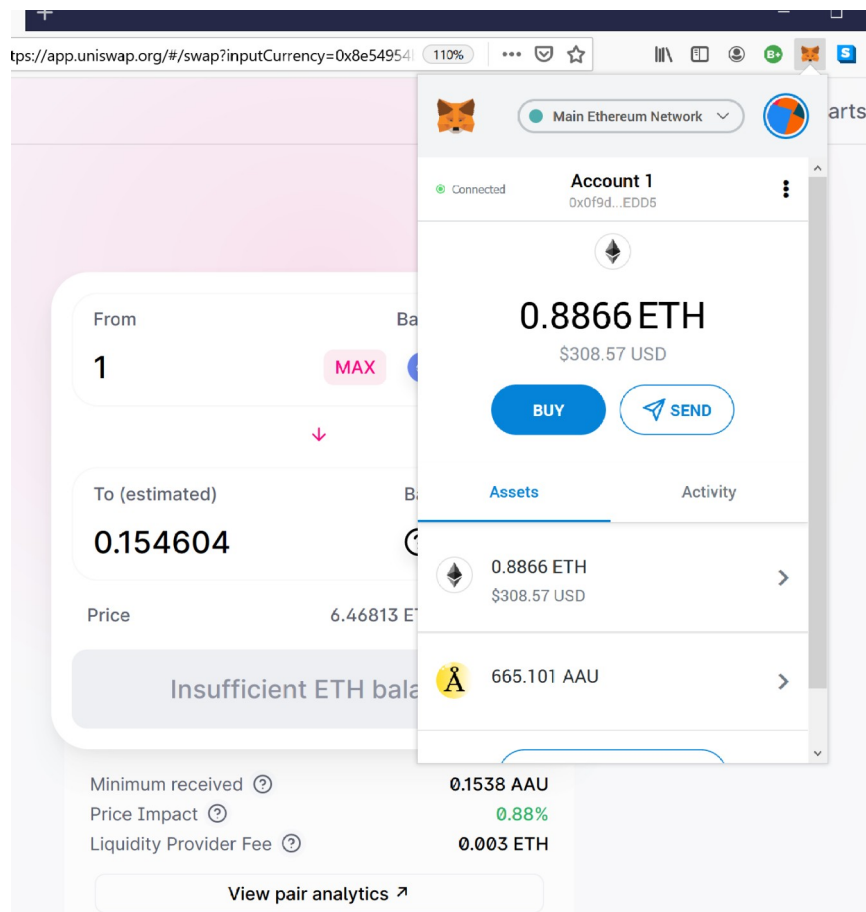 +
tps://app.uniswap.org/#/swap?inputCurrency=0x8e54954
110%
B+
S
arts
Main Ethereum Network
Connected
Account 1
0x0f9d...EDD5
0.8866 ETH
$308.57 USD
BUY
SEND
Assets
Activity
0.8866 ETH
$308.57 USD
Å
665.101 AAU
From
Ba
1
MAX
To (estimated)
Ba
0.154604
Price
6.46813 ET
Insufficient ETH bala
Minimum received ?
0.1538 AAU
Price Impact ?
0.88%
Liquidity Provider Fee ?
0.003 ETH
View pair analytics ↗